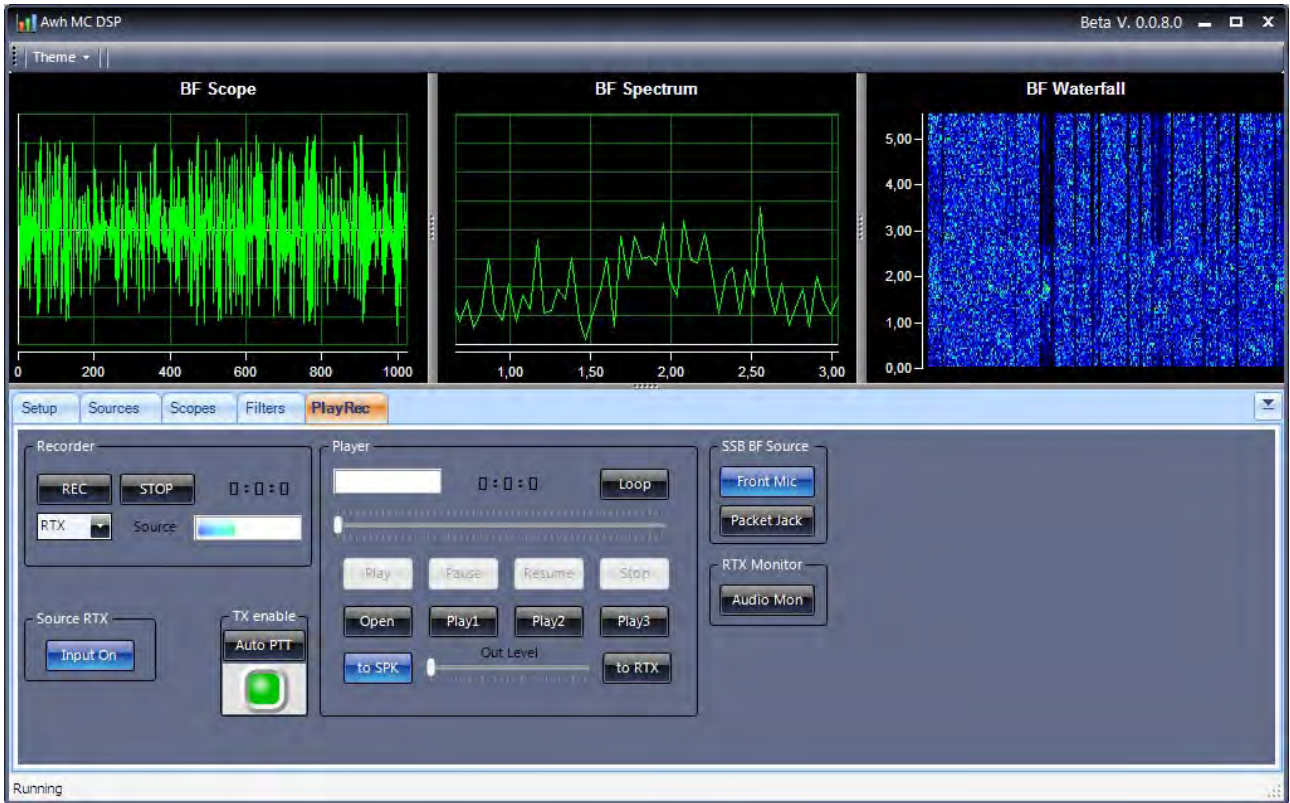 Awh MC DSP Beta V. 0.0.8.0
Theme
BF Scope
0 200 400 600 800 1000
BF Spectrum
1,00 1,50 2,00 2,50 3,00
BF Waterfall
5,00
4,00
3,00
2,00
1,00
0,00
Setup Sources Scopes Filters PlayRec
Recorder
REC STOP 0:0:0
RTX Source
Source RTX
Input On
TX enable
Auto PTT
Player
0:0:0 Loop
Play Pause Resume Stop
Open Play1 Play2 Play3
Out Level
to SPK to RTX
SSB BF Source
Front Mic
Packet Jack
RTX Monitor
Audio Mon
Running